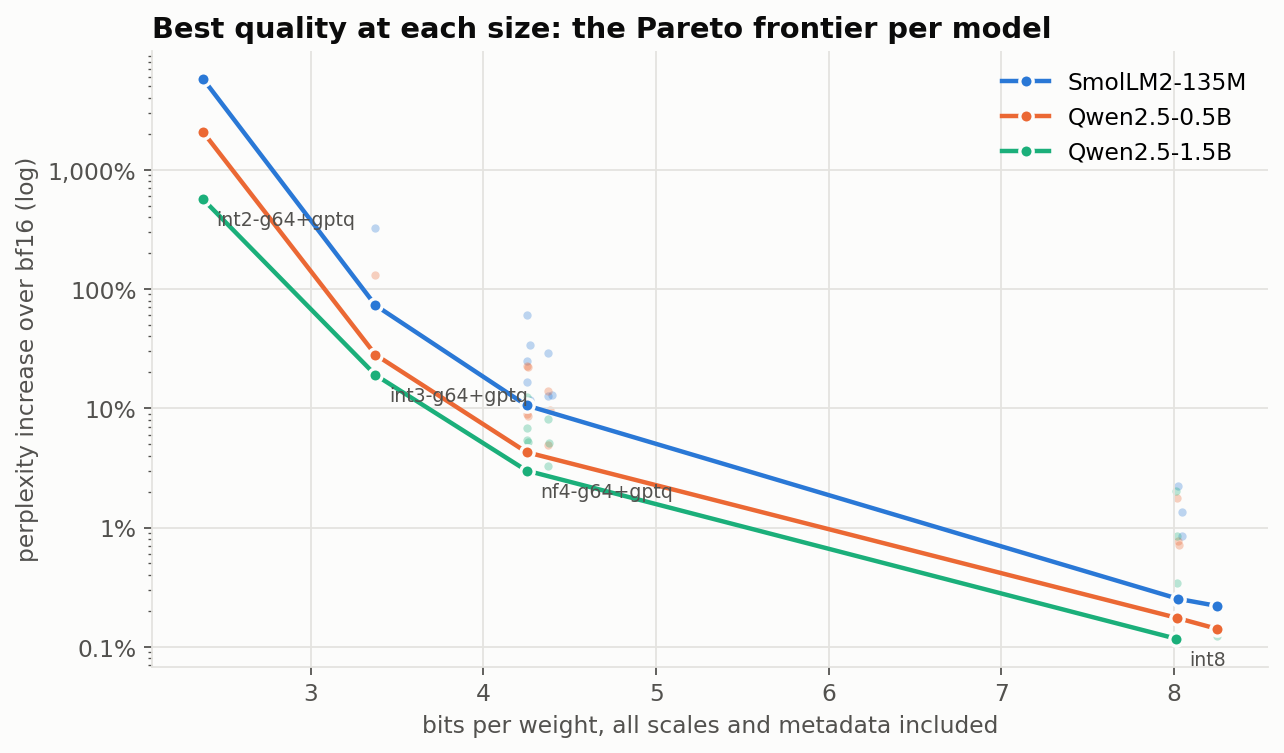 Best quality at each size: the Pareto frontier per model
SmolLM2-135M
Qwen2.5-0.5B
Qwen2.5-1.5B
perplexity increase over bf16 (log)
1,000%
100%
10%
1%
0.1%
int2-g64+gptq
int3-g64+gptq
nf4-g64+gptq
int8
3 4 5 6 7 8
bits per weight, all scales and metadata included